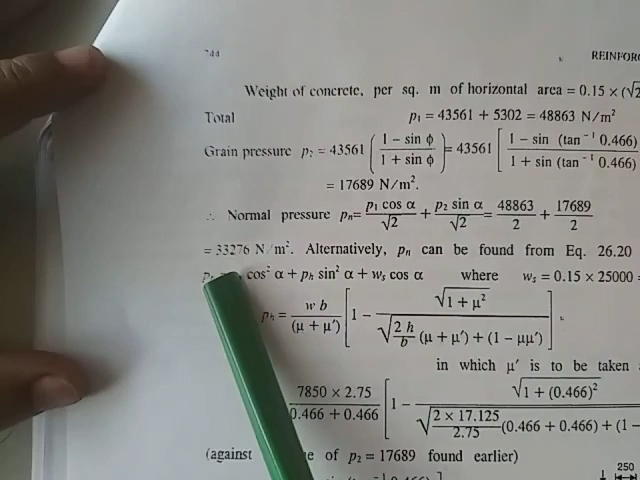 REINFOR
Weight of concrete, per sq. m of horizontal area = 0.15 × (√2
Total p₁ = 43561 + 5302 = 48863 N/m²
Grain pressure p₂ = 43561 ( (1 − sin ϕ) / (1 + sin ϕ) ) = 43561 [ (1 − sin (tan⁻¹ 0.466) / 1 + sin (tan⁻¹ 0.466)
= 17689 N/m².
∴ Normal pressure pₙ = p₁ cos α / √2 + p₂ sin α / √2 = 48863 / 2 + 17689 / 2
= 33276 N/m². Alternatively, pₙ can be found from Eq. 26.20
cos² α + pₕ sin² α + wₛ cos α where wₛ = 0.15 × 25000 =
pₕ = w b / (μ + μ′) [ 1 − √(1 + μ²) / √( (2 h / b) (μ + μ′) + (1 − μμ′) ) ] .
in which μ′ is to be taken
7850 × 2.75 / 0.466 + 0.466 [ 1 − √(1 + (0.466)²) / √( (2 × 17.125 / 2.75) (0.466 + 0.466) + (1 −
(against of p₂ = 17689 found earlier)
250